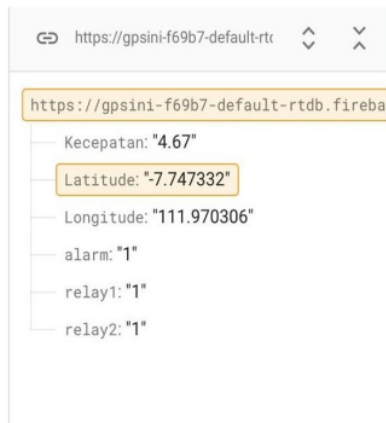 https://gpsini-f69b7-default-rtd
https://gpsini-f69b7-default-rtdb.fireba
Kecepatan: "4.67"
Latitude: "-7.747332"
Longitude: "111.970306"
alarm: "1"
relay1: "1"
relay2: "1"